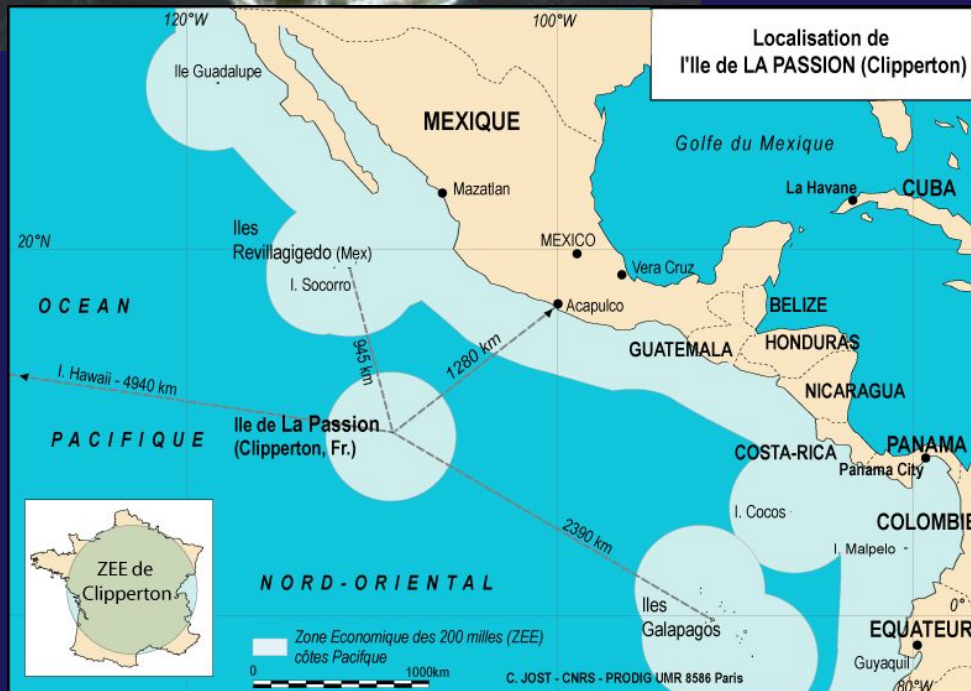 120°W
100°W
Localisation de
l'Ile de LA PASSION (Clipperton)
Ile Guadalupe
MEXIQUE
Golfe du Mexique
Mazatlan
La Havane
CUBA
20°N
Iles
Revillagigedo (Mex)
MEXICO
Vera Cruz
I. Socorro
OCEAN
Acapulco
BELIZE
945 km
1280 km
GUATEMALA
HONDURAS
I. Hawaii - 4940 km
NICARAGUA
Ile de La Passion
(Clipperton, Fr.)
PACIFIQUE
COSTA-RICA
PANAMA
Panama City
I. Cocos
COLOMBIE
2390 km
I. Malpelo
ZEE de
Clipperton
NORD-ORIENTAL
Iles
Galapagos
0°
EQUATEUR
Zone Economique des 200 milles (ZEE)
côtes Pacifque
Guyaquil
0
1000km
C. JOST - CNRS - PRODIG UMR 8586 Paris
80°W